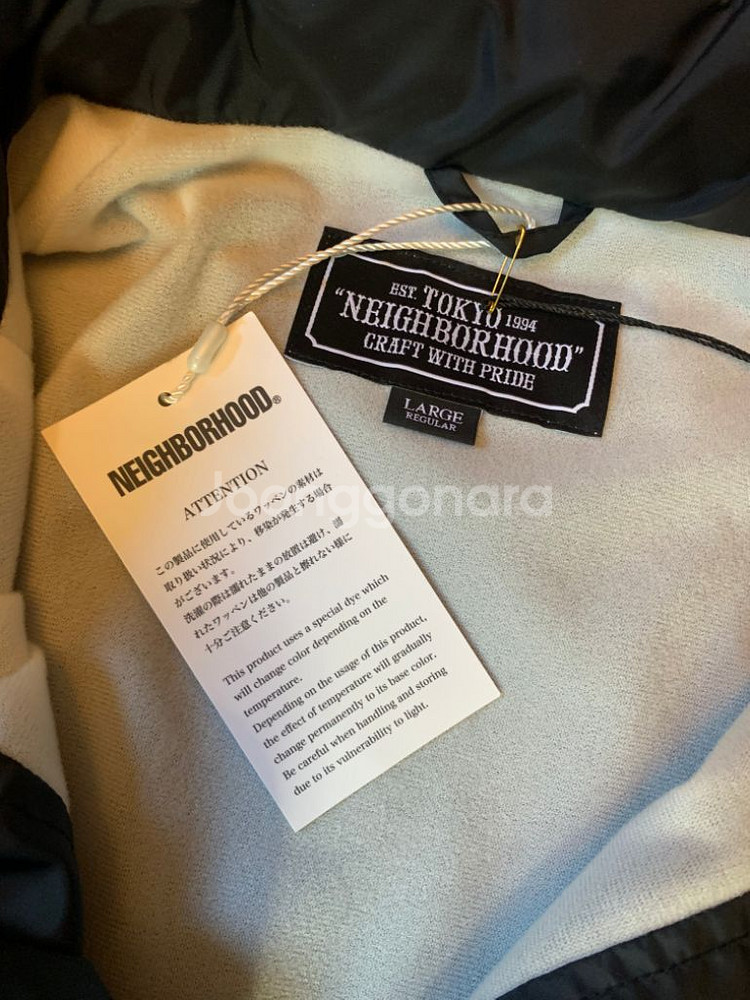 EST. TOKYO 1994
"NEIGHBORHOOD"
CRAFT WITH PRIDE
LARGE
REGULAR
NEIGHBORHOOD®
ATTENTION
この製品に使用しているワッペンの素材は
取り扱い状況により、移染が発生する場合
がございます。
洗濯の際は濡れたままの放置は避け、濡
れたワッペンは他の製品と擦れない様に
十分ご注意ください。
This product uses a special dye which
will change color depending on the
temperature.
Depending on the usage of this product,
the effect of temperature will gradually
change permanently to its base color.
Be careful when handling and storing
due to its vulnerability to light.
Joonggonara